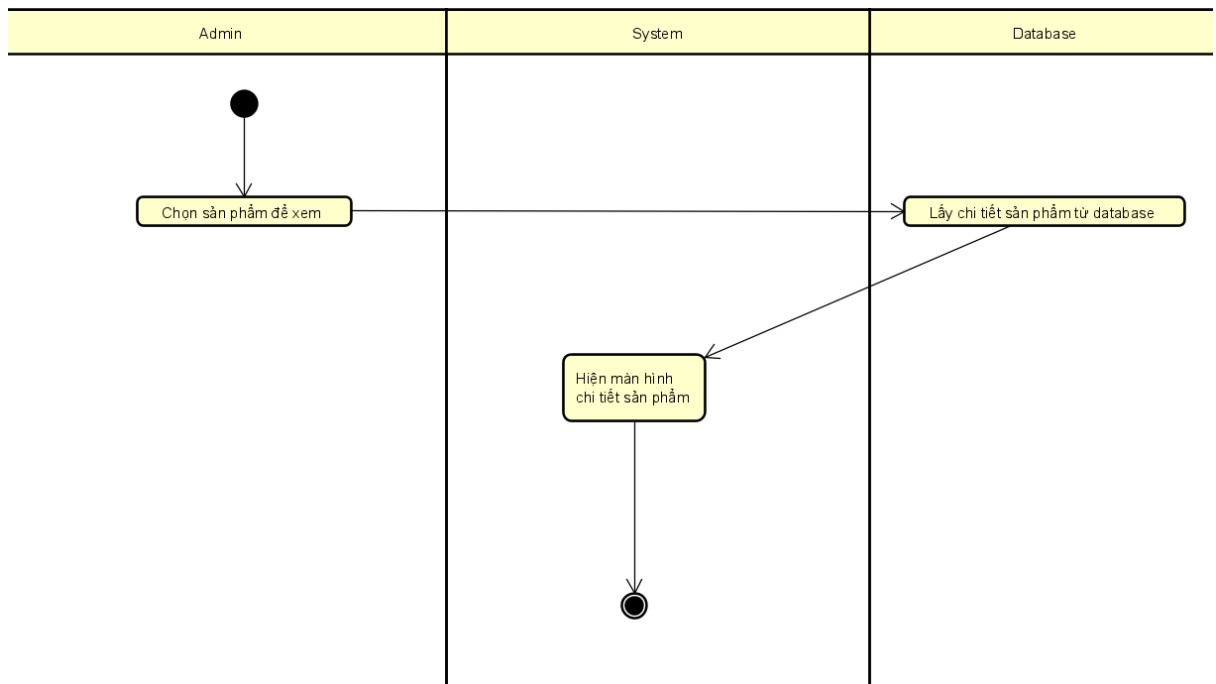 Admin
System
Database
Chọn sản phẩm để xem
Lấy chi tiết sản phẩm từ database
Hiện màn hình
chi tiết sản phẩm